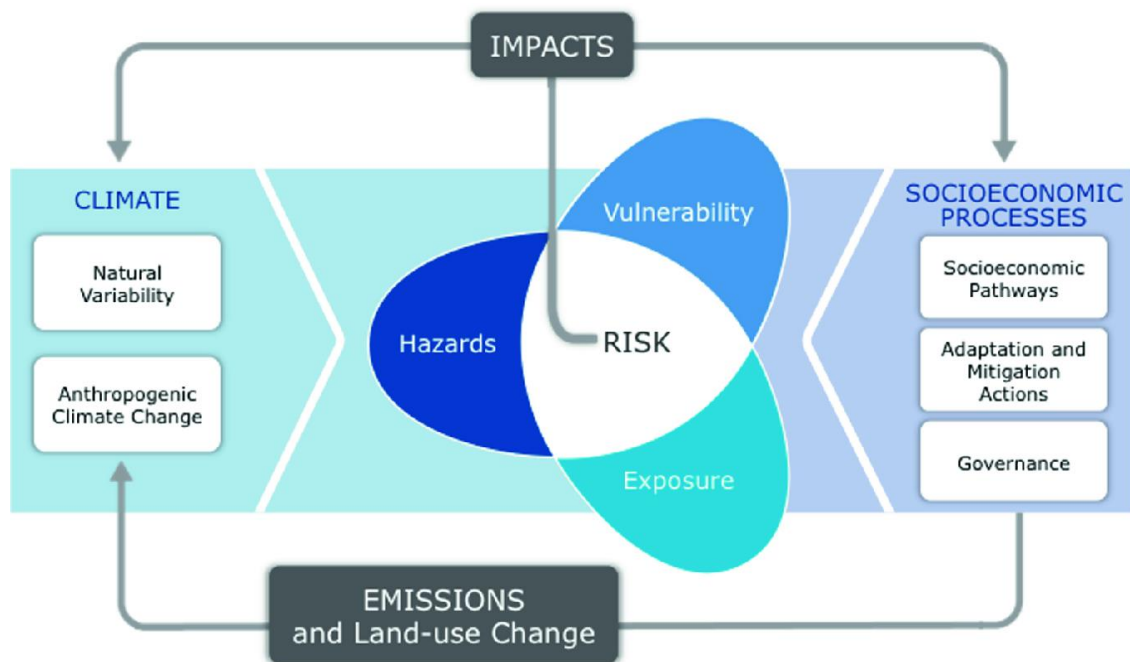 IMPACTS
CLIMATE
Natural
Variability
Anthropogenic
Climate Change
Vulnerability
Hazards
RISK
Exposure
SOCIOECONOMIC
PROCESSES
Socioeconomic
Pathways
Adaptation and
Mitigation
Actions
Governance
EMISSIONS
and Land-use Change